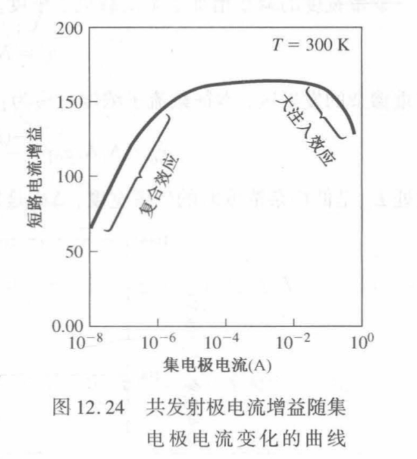 200
T = 300 K
150
大注入效应
短路电流增益
100
复合效应
50
0.00
10⁻⁸ 10⁻⁶ 10⁻⁴ 10⁻² 10⁰
集电极电流(A)
图 12.24 共发射极电流增益随集
电极电流变化的曲线